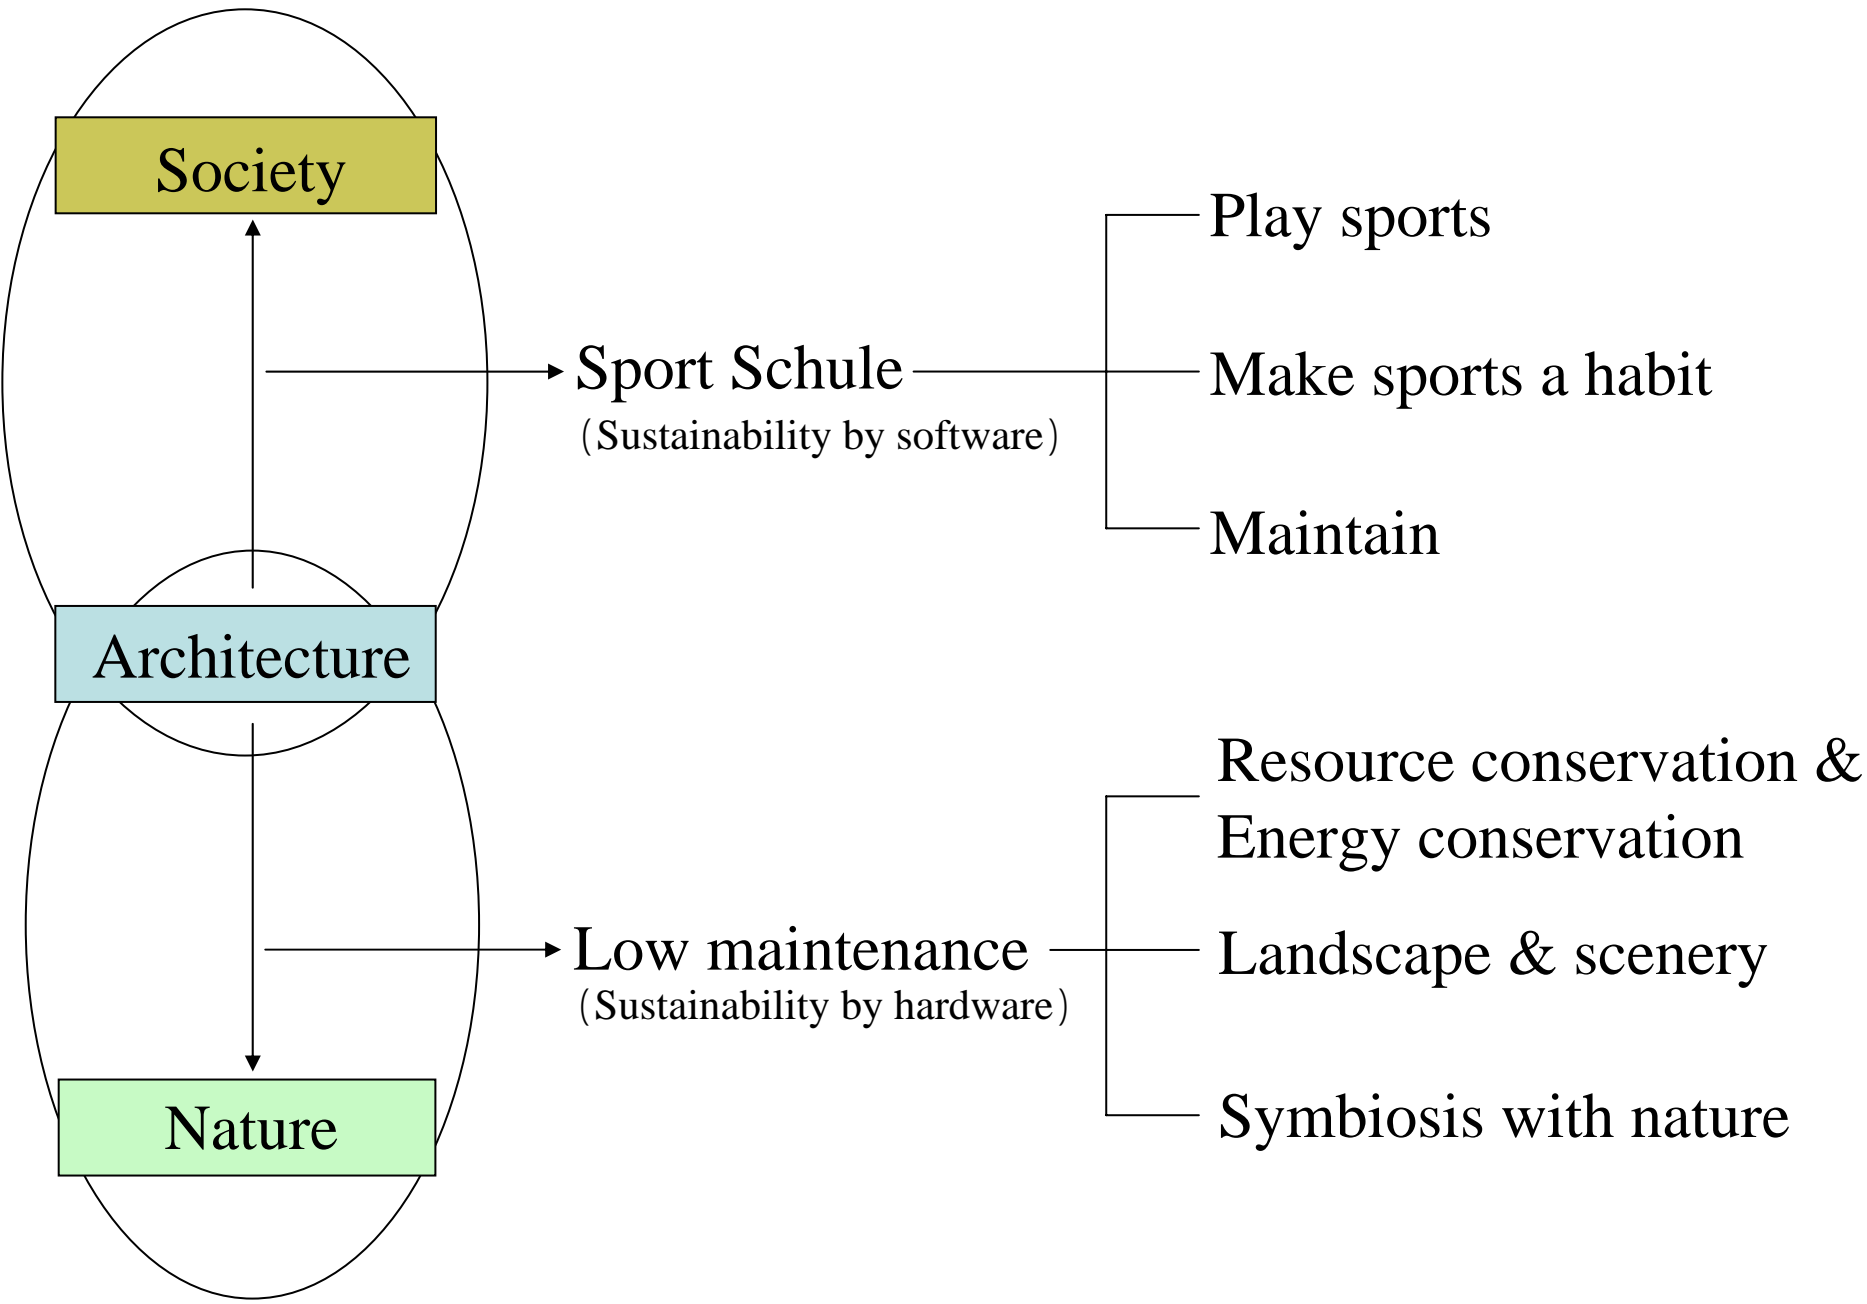 Society
Play sports
Sport Schule
(Sustainability by software)
Make sports a habit
Maintain
Architecture
Resource conservation &
Energy conservation
Low maintenance
(Sustainability by hardware)
Landscape & scenery
Symbiosis with nature
Nature